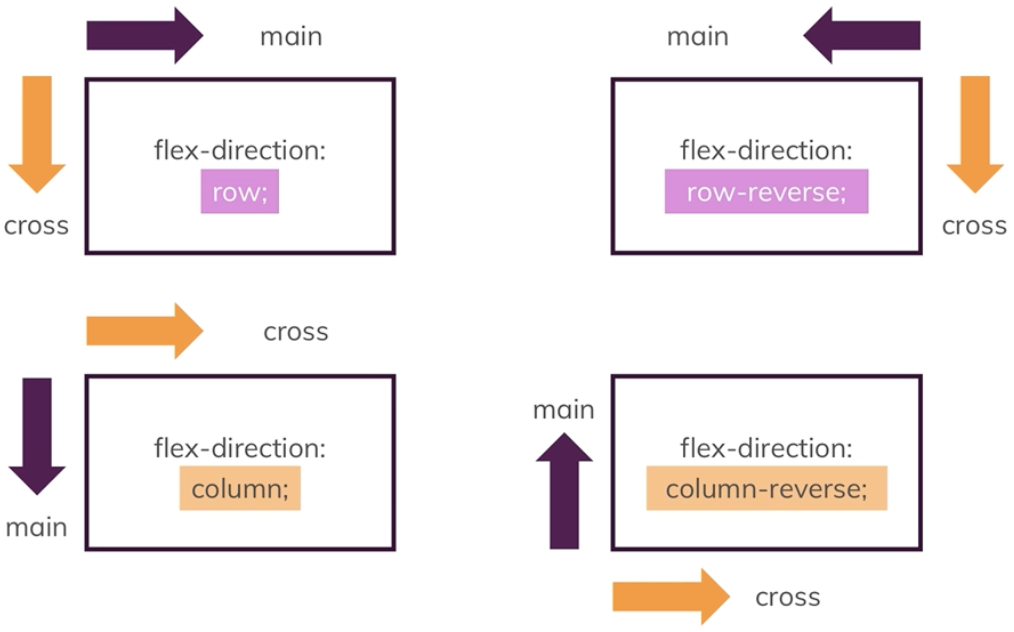 main
main
flex-direction:
row;
cross
flex-direction:
row-reverse;
cross
cross
flex-direction:
column;
main
main
flex-direction:
column-reverse;
cross